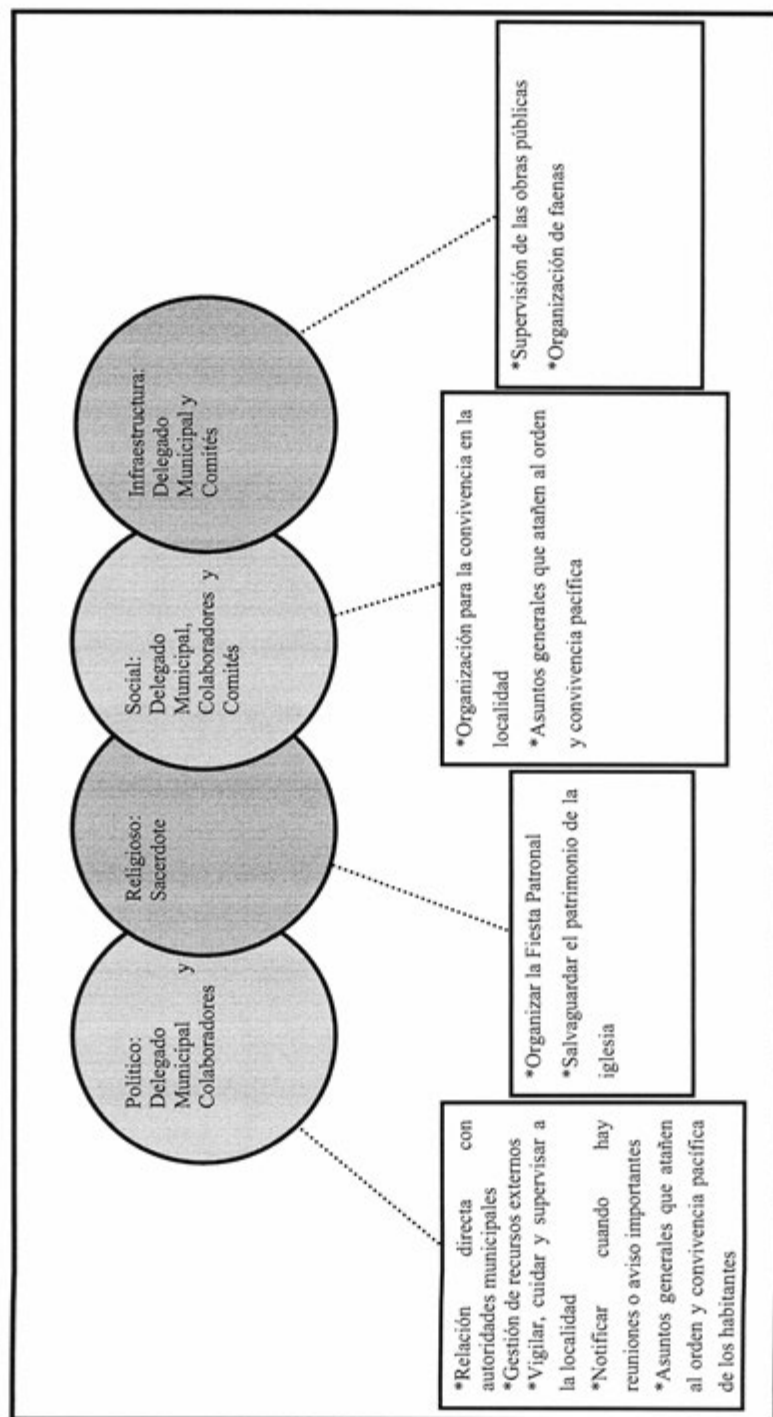 Político:
Delegado
Municipal y
Colaboradores
Religioso:
Sacerdote
Social:
Delegado
Municipal,
Colaboradores y
Comités
Infraestructura:
Delegado
Municipal y
Comités
*Relación directa con
autoridades municipales
*Gestión de recursos externos
*Vigilar, cuidar y supervisar a
la localidad
*Notificar cuando hay
reuniones o aviso importantes
*Asuntos generales que atañen
al orden y convivencia pacífica
de los habitantes
*Organizar la Fiesta Patronal
*Salvaguardar el patrimonio de la
iglesia
*Organización para la convivencia en la
localidad
*Asuntos generales que atañen al orden
y convivencia pacífica
*Supervisión de las obras públicas
*Organización de faenas